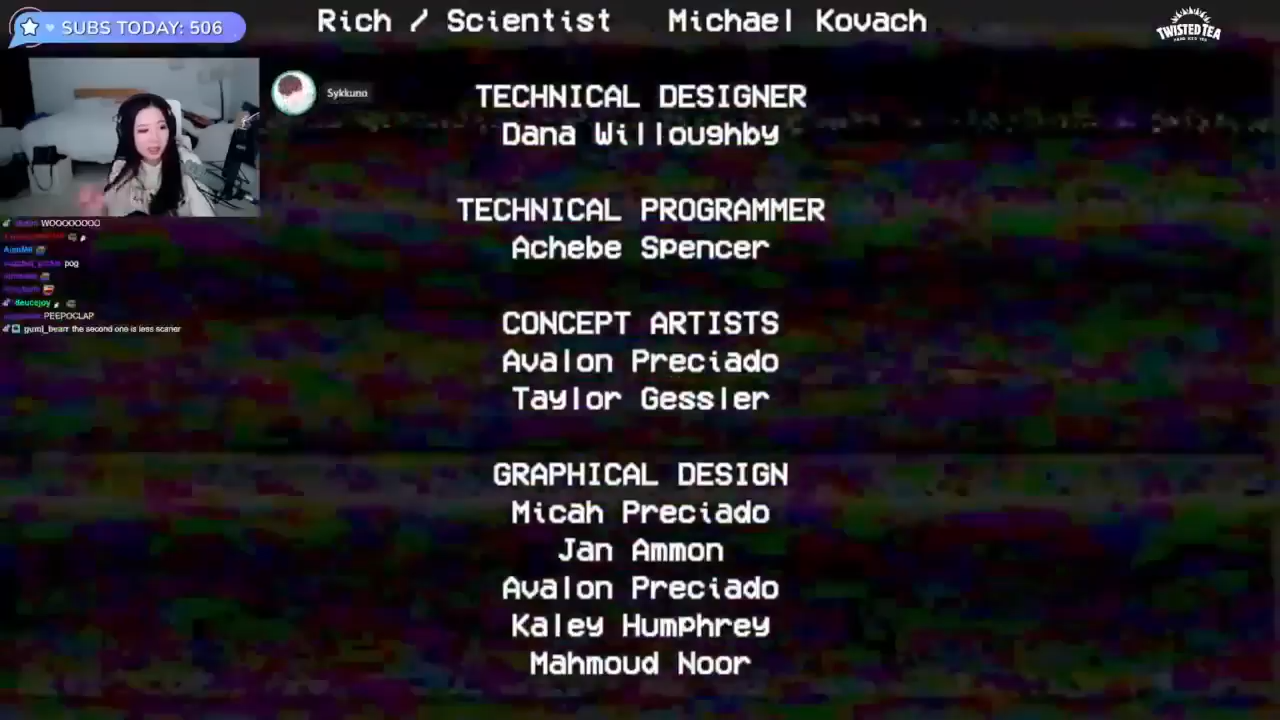 SUBS TODAY: 506
Rich / Scientist Michael Kovach
TWISTED TEA
Sykkuno
TECHNICAL DESIGNER
Dana Willoughby
TECHNICAL PROGRAMMER
Achebe Spencer
CONCEPT ARTISTS
Avalon Preciado
Taylor Gessler
GRAPHICAL DESIGN
Micah Preciado
Jan Ammon
Avalon Preciado
Kaley Humphrey
Mahmoud Noor
WOOOOOOOO
pog
deucejoy
PEEPOCLAP
gumi_bearr the second one is less scarier